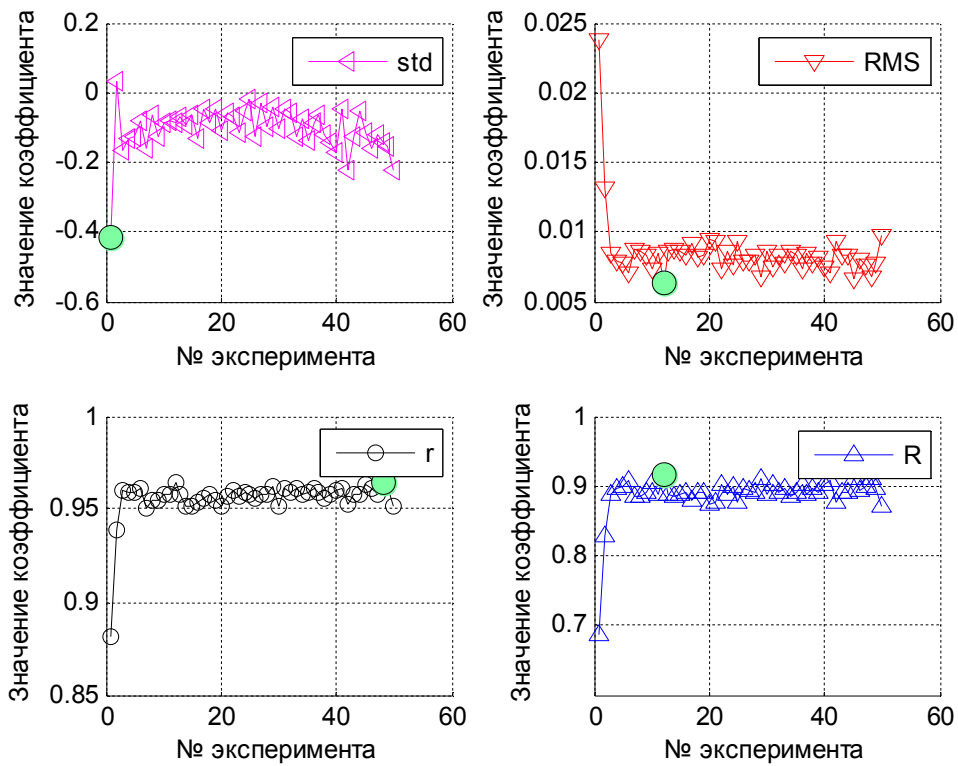 Значение коэффициента
0.2
0
-0.2
-0.4
-0.6
std
0
20
40
60
№ эксперимента
Значение коэффициента
0.025
0.02
0.015
0.01
0.005
RMS
0
20
40
60
№ эксперимента
Значение коэффициента
1
0.95
0.9
0.85
r
0
20
40
60
№ эксперимента
Значение коэффициента
1
0.9
0.8
0.7
R
0
20
40
60
№ эксперимента